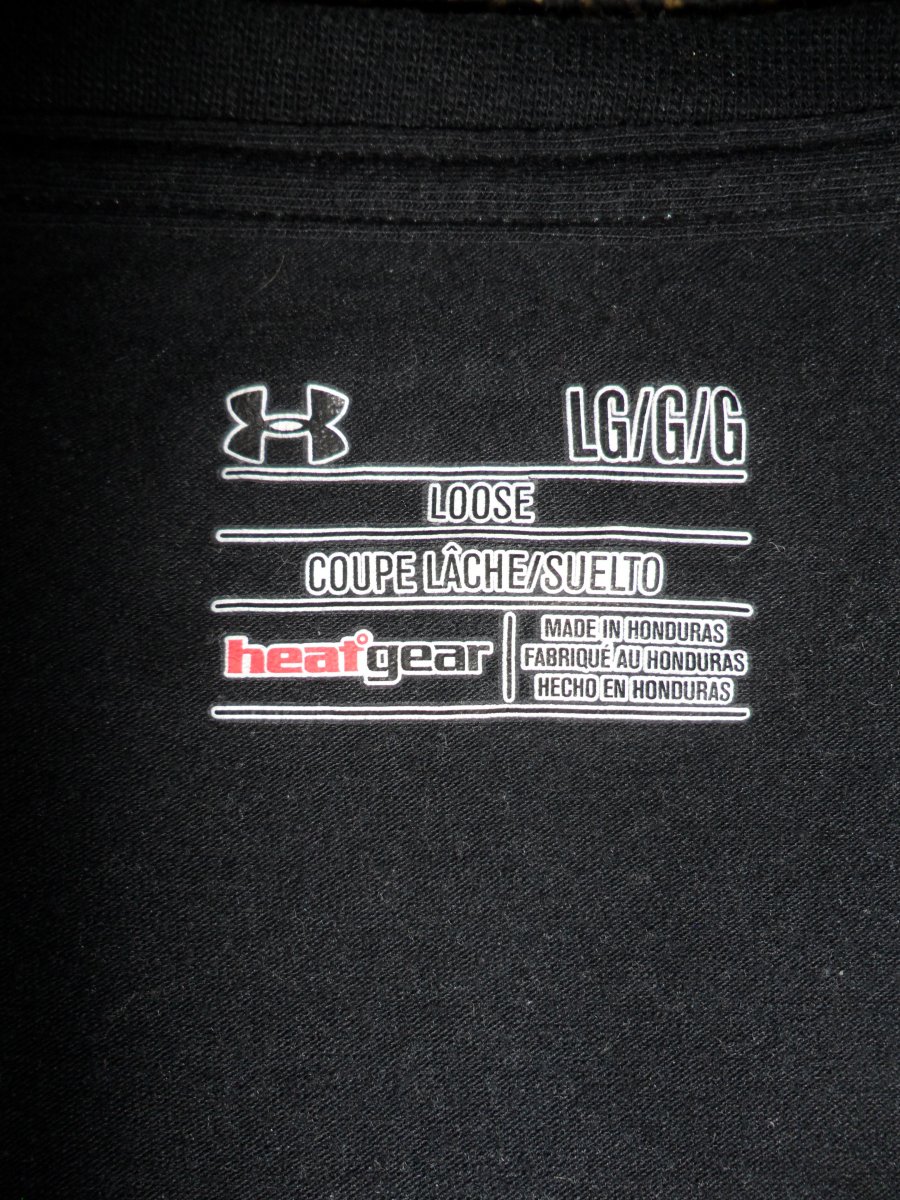 LG/G/G
LOOSE
COUPE LÂCHE/SUELTO
heatgear
MADE IN HONDURAS
FABRIQUÉ AU HONDURAS
HECHO EN HONDURAS